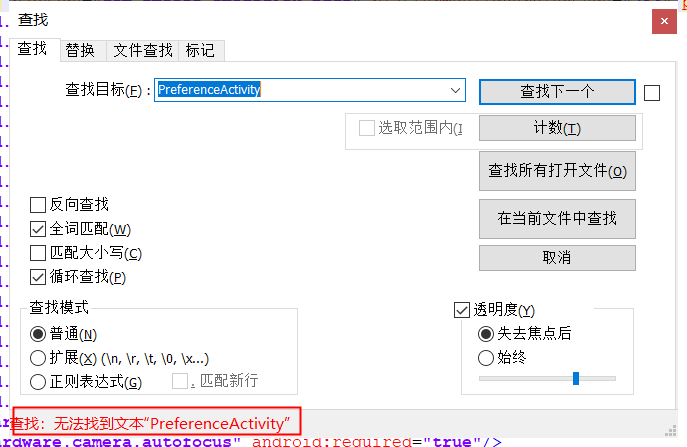 查找
查找 替换 文件查找 标记
查找目标(F) : PreferenceActivity 查找下一个
选取范围内(I 计数(T)
查找所有打开文件(O)
反向查找
全词匹配(W) 在当前文件中查找
匹配大小写(C) 取消
循环查找(P)
查找模式 透明度(Y)
普通(N) 失去焦点后
扩展(X) (\n, \r, \t, \0, \x...) 始终
正则表达式(G) . 匹配新行
查找: 无法找到文本“PreferenceActivity”
rdware.camera.autofocus" android:required="true"/>